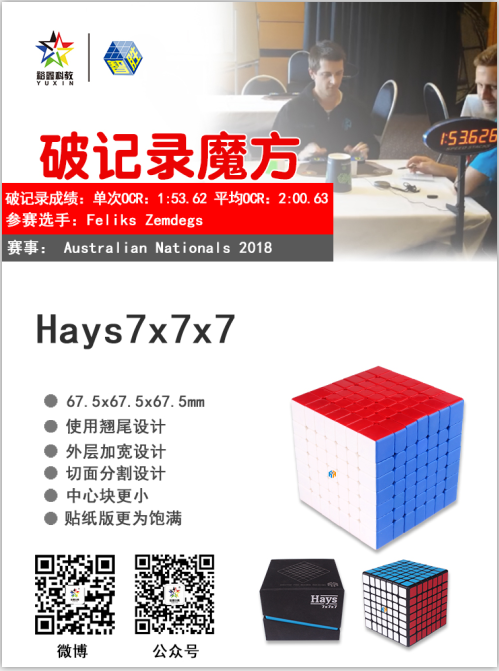 裕鑫科教
YUXIN
智胜
1:53.626
破记录魔方
破记录成绩：单次OCR：1:53.62 平均OCR：2:00.63
参赛选手：Feliks Zemdegs
赛事： Australian Nationals 2018
Hays7x7x7
67.5x67.5x67.5mm
使用翘尾设计
外层加宽设计
切面分割设计
中心块更小
贴纸版更为饱满
Hays
7x7x7
微博
公众号